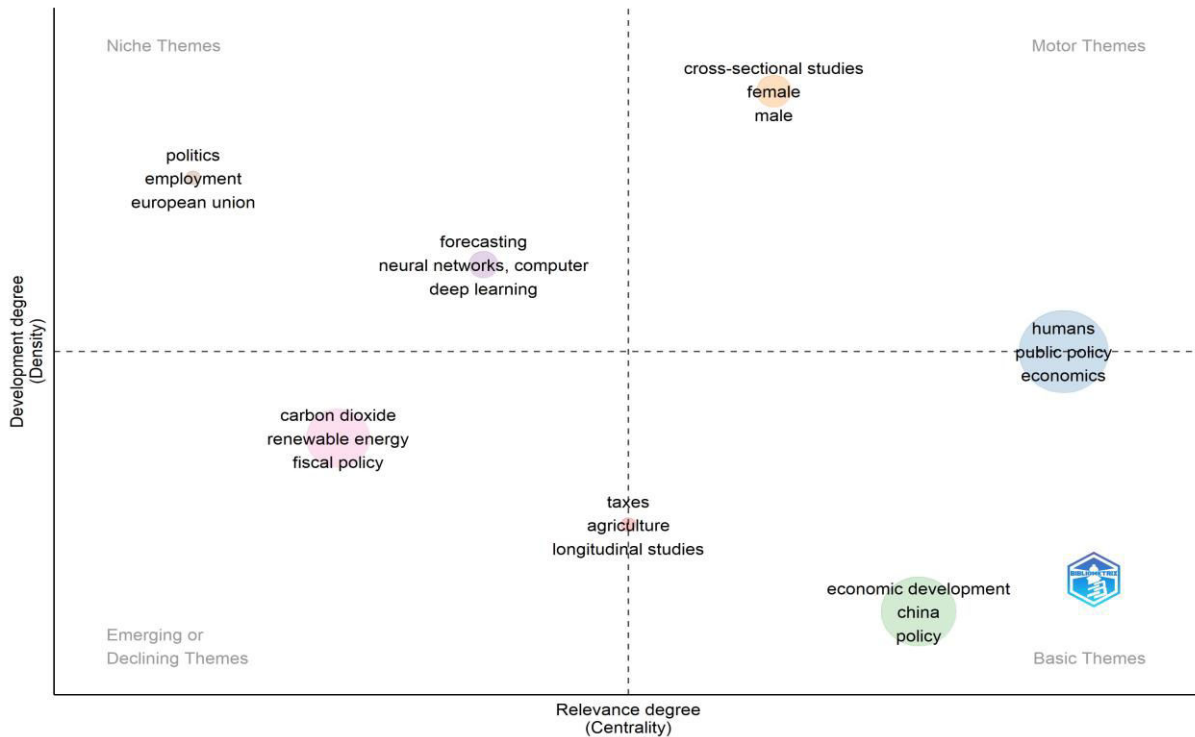 Niche Themes
Motor Themes
cross-sectional studies
female
male
politics
employment
european union
forecasting
neural networks, computer
deep learning
humans
public policy
economics
carbon dioxide
renewable energy
fiscal policy
taxes
agriculture
longitudinal studies
economic development
china
policy
BIBLIOMETRIX
Emerging or
Declining Themes
Basic Themes
Development degree
(Density)
Relevance degree
(Centrality)